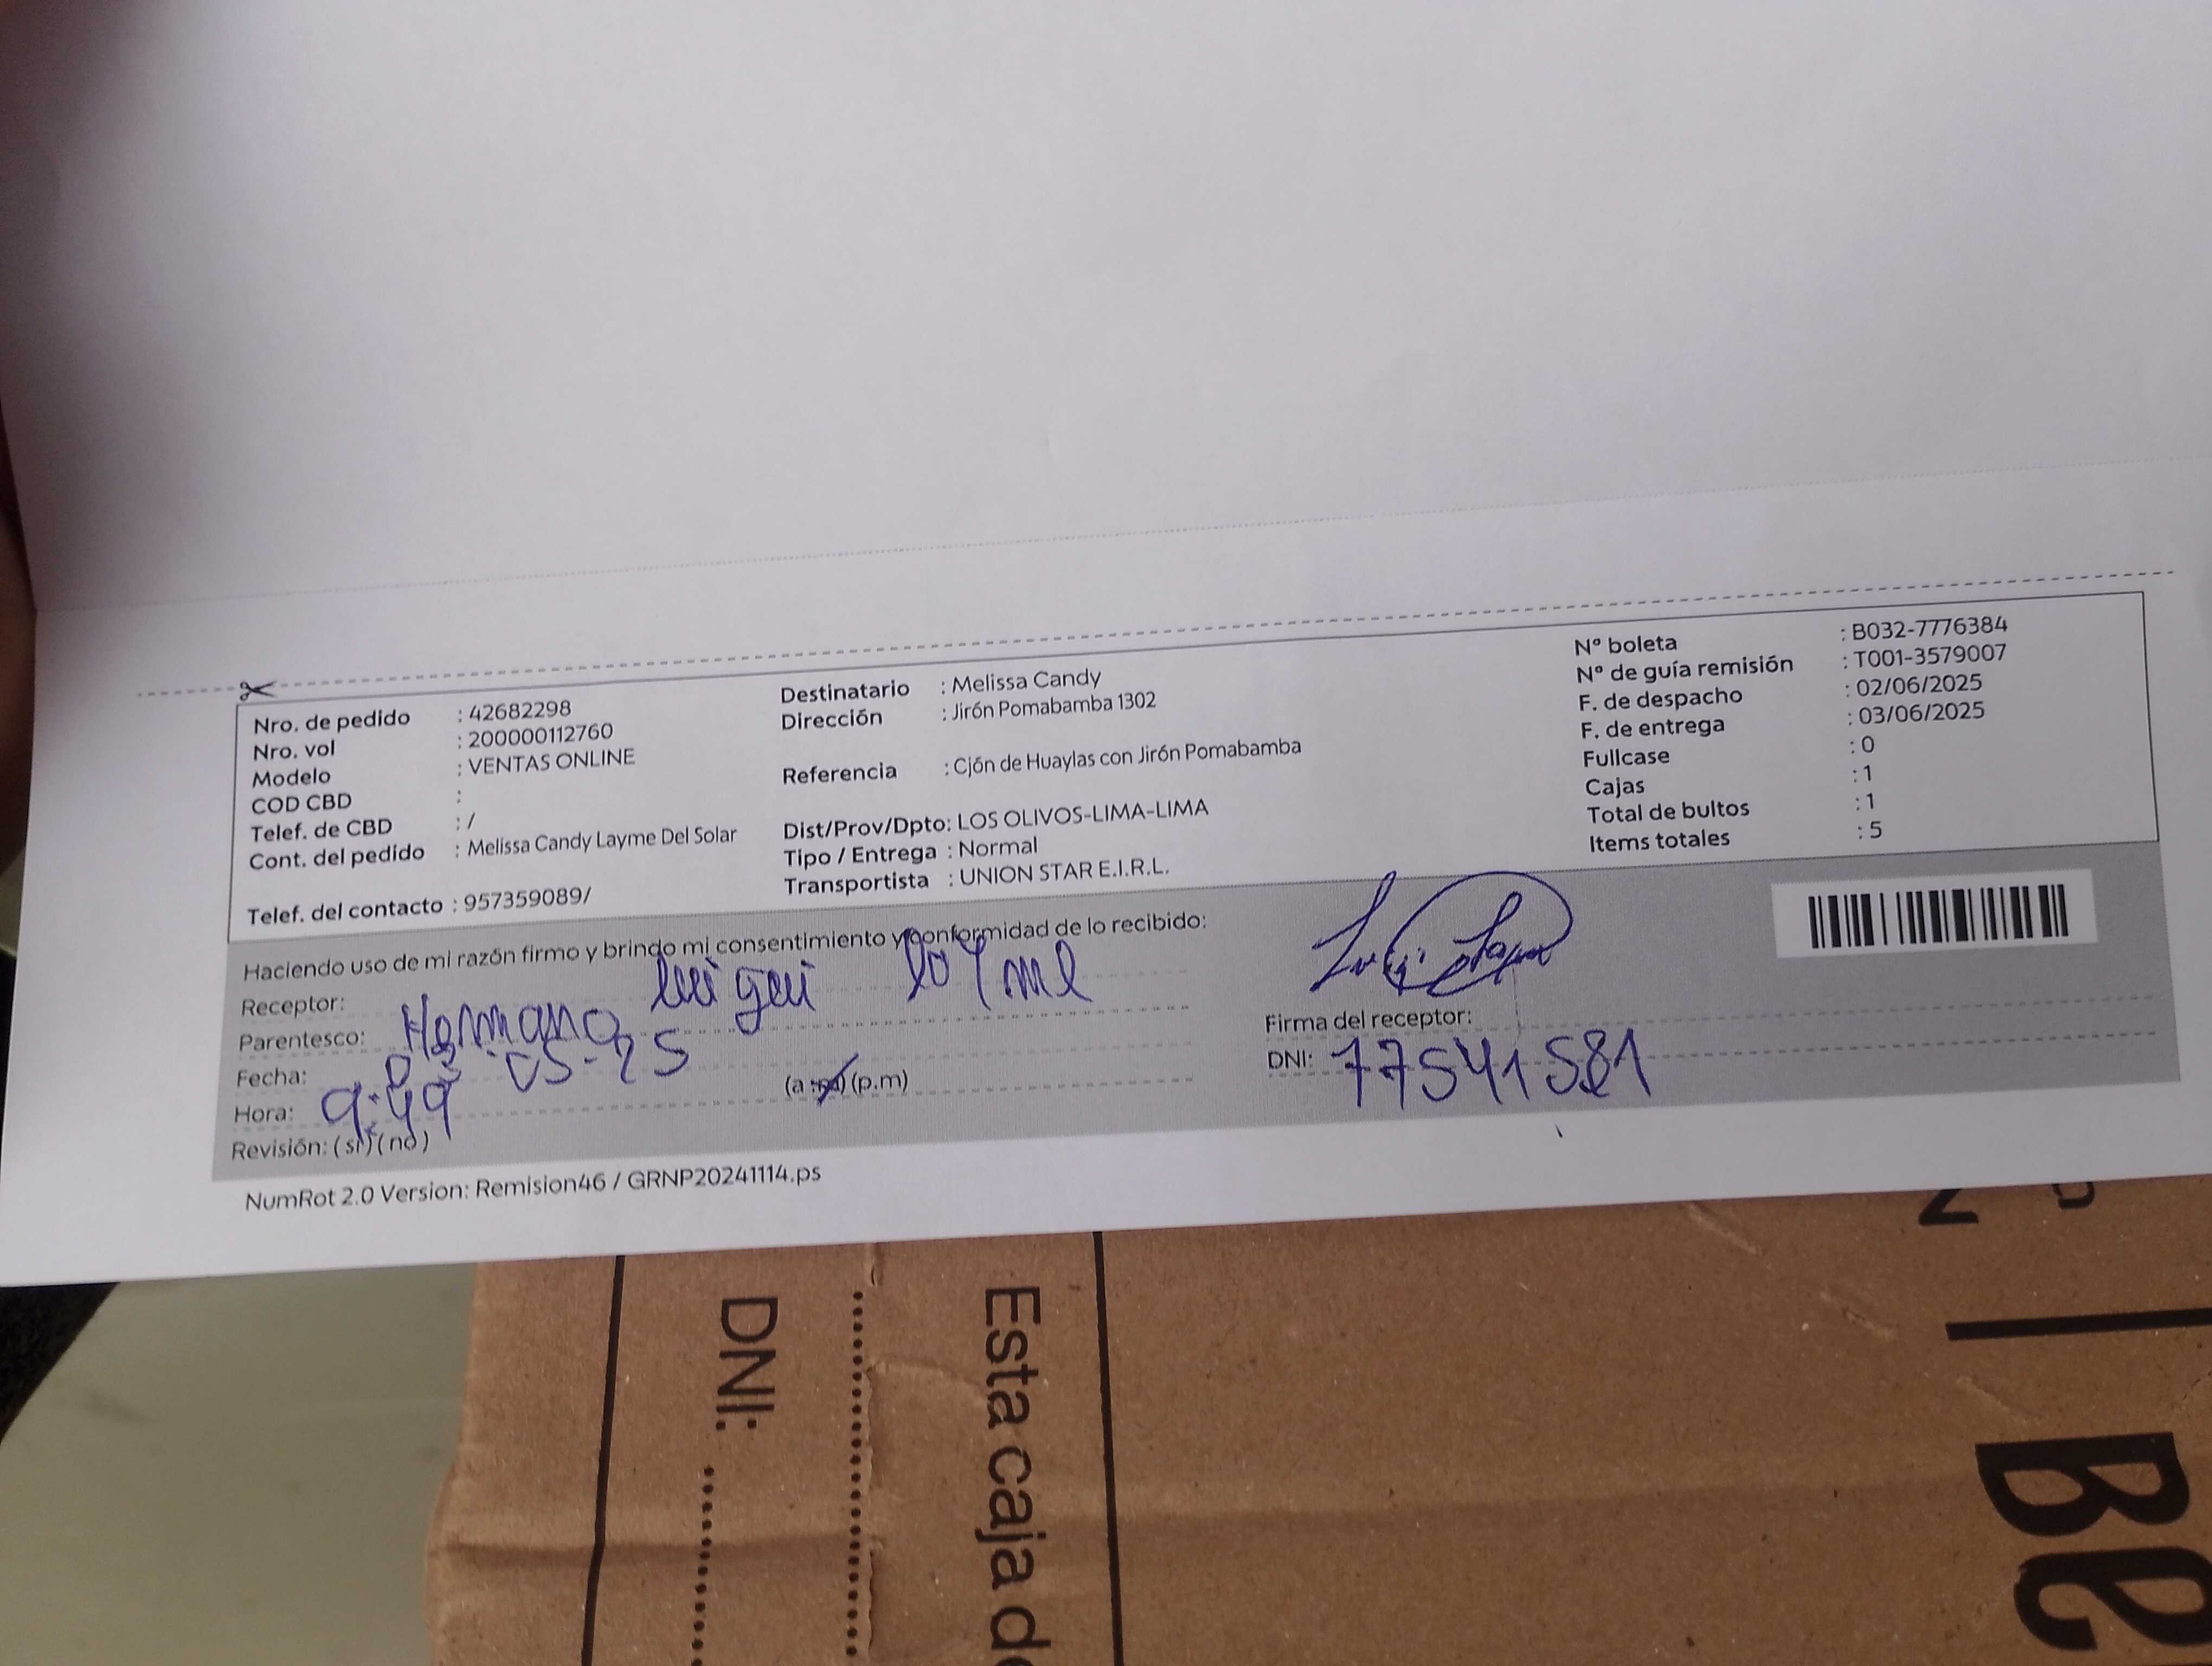 Nro. de pedido : 42682298
Nro. vol : 200000112760
Modelo : VENTAS ONLINE
COD CBD :
Telef. de CBD : /
Cont. del pedido : Melissa Candy Layme Del Solar
Telef. del contacto : 957359089/
Destinatario : Melissa Candy
Dirección : Jirón Pomabamba 1302
Referencia : Cjón de Huaylas con Jirón Pomabamba
Dist/Prov/Dpto: LOS OLIVOS-LIMA-LIMA
Tipo / Entrega : Normal
Transportista : UNION STAR E.I.R.L.
Nº boleta : B032-7776384
Nº de guía remisión : T001-3579007
F. de despacho : 02/06/2025
F. de entrega : 03/06/2025
Fullcase : 0
Cajas : 1
Total de bultos : 1
Items totales : 5
Haciendo uso de mi razón firmo y brindo mi consentimiento y conformidad de lo recibido:
Receptor:
Parentesco: Hermano
Fecha: 03-05-25
Hora: 9:49 (a.m) (p.m)
Revisión: (si) (no)
Firma del receptor:
DNI: 77541581
NumRot 2.0 Version: Remision46 / GRNP20241114.ps
DNI:
Esta caja de
Be